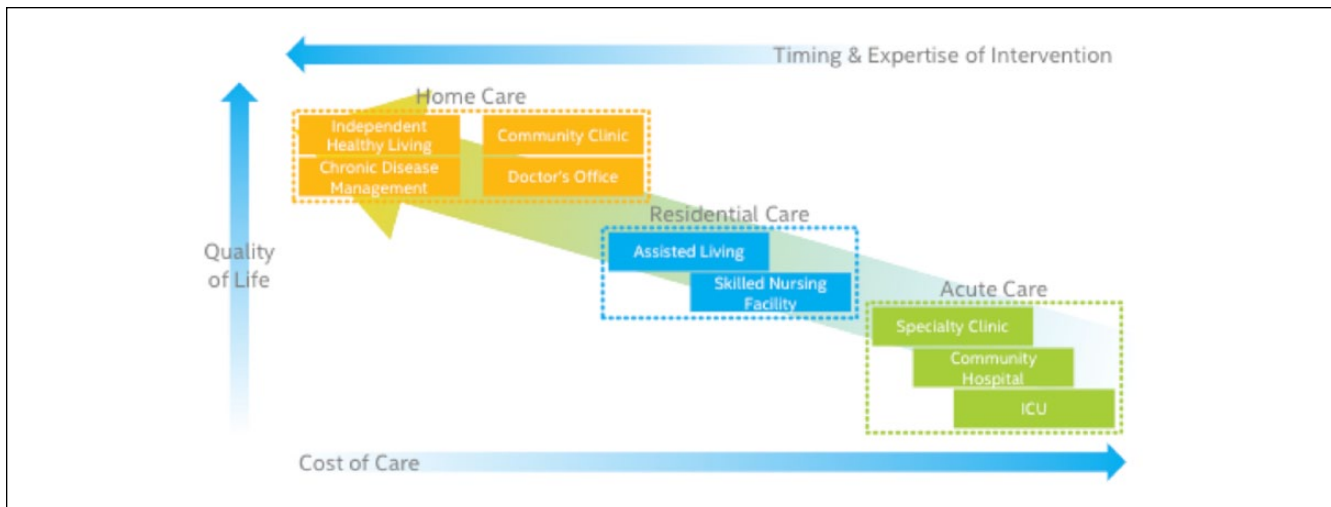 Timing & Expertise of Intervention
Home Care
Independent
Healthy Living
Community Clinic
Chronic Disease
Management
Doctor's Office
Residential Care
Assisted Living
Skilled Nursing
Facility
Quality
of Life
Acute Care
Specialty Clinic
Community
Hospital
ICU
Cost of Care